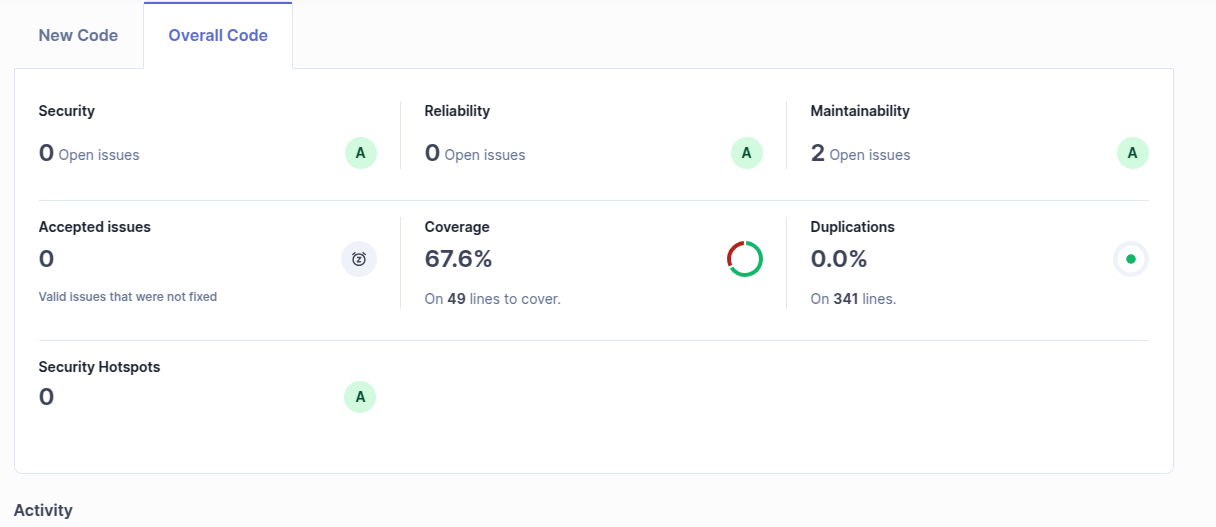 New Code Overall Code
Security Reliability Maintainability
0 Open issues A 0 Open issues A 2 Open issues A
Accepted issues Coverage Duplications
0 z 67.6% 0.0%
Valid issues that were not fixed On 49 lines to cover. On 341 lines.
Security Hotspots
0 A
Activity